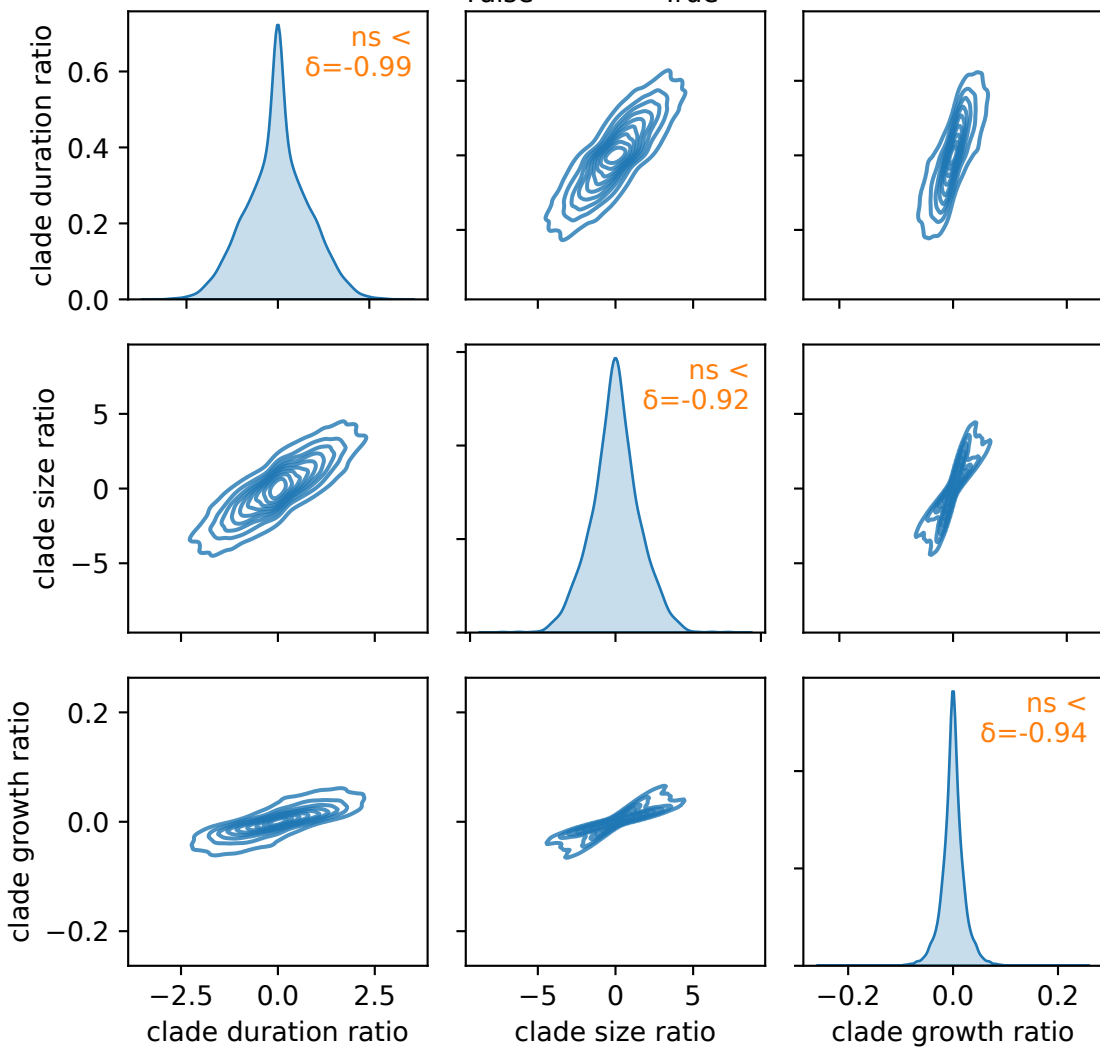 clade duration ratio
0.6
0.4
0.2
0.0
ns <
δ=-0.99
clade size ratio
5
0
−5
ns <
δ=-0.92
clade growth ratio
0.2
0.0
−0.2
ns <
δ=-0.94
−2.5 0.0 2.5
−5 0 5
−0.2 0.0 0.2
clade duration ratio
clade size ratio
clade growth ratio